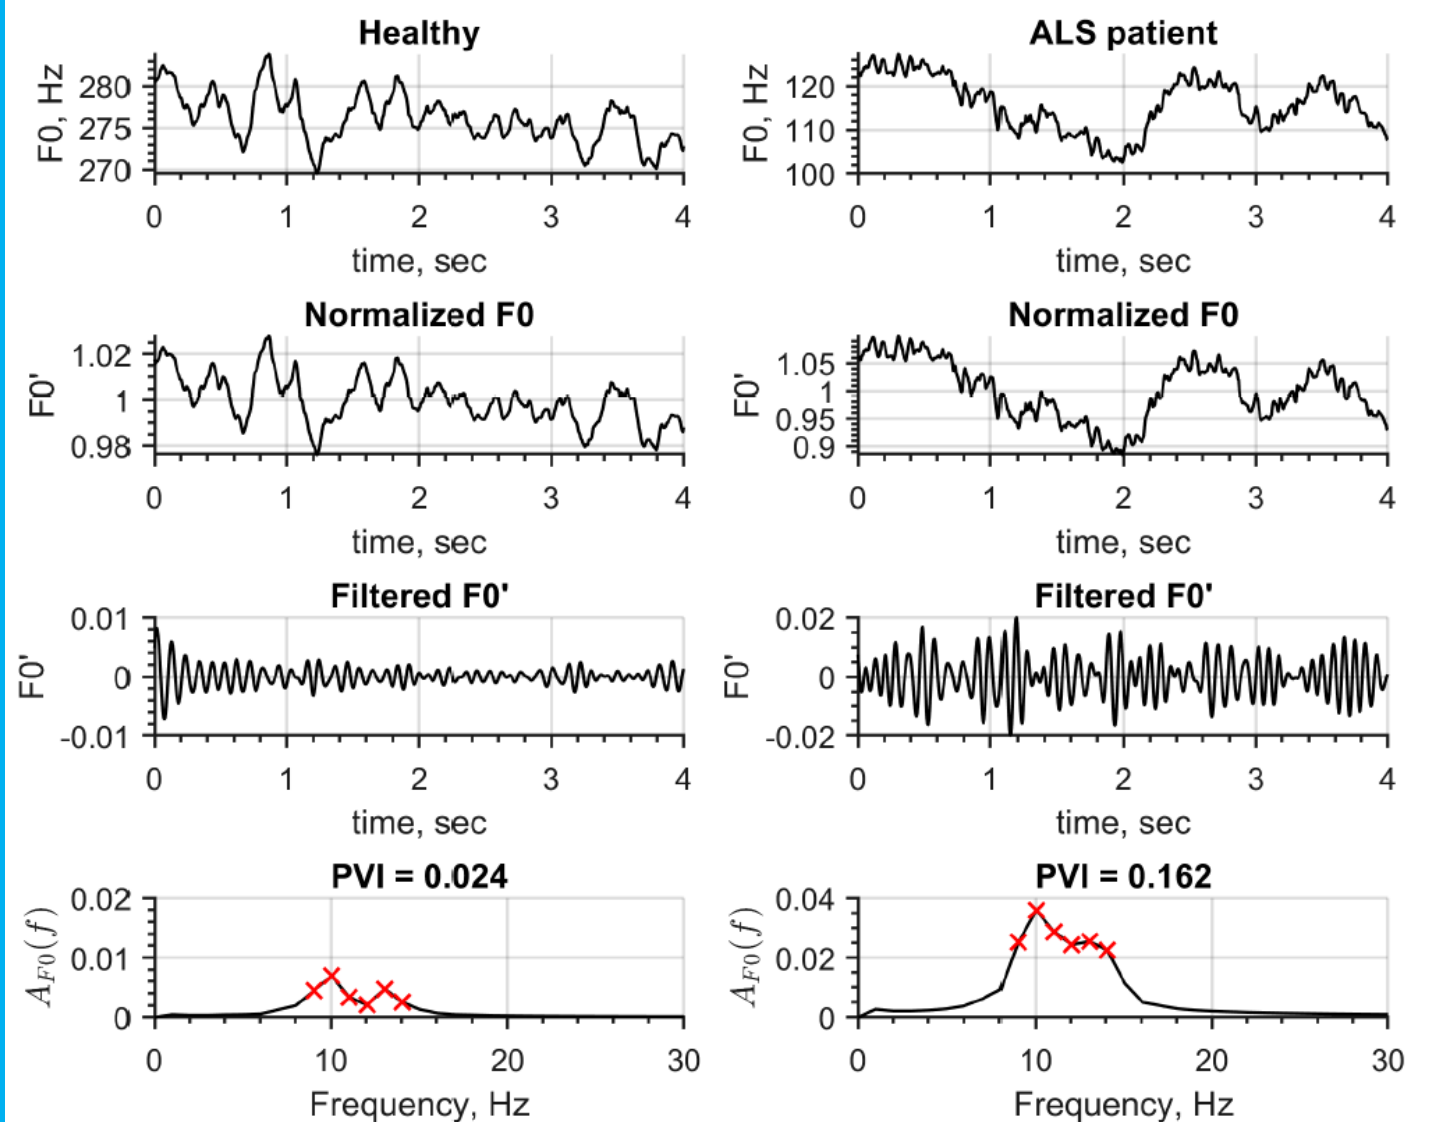 Healthy
F0, Hz
280
275
270
0 1 2 3 4
time, sec
ALS patient
F0, Hz
120
110
100
0 1 2 3 4
time, sec
Normalized F0
F0'
1.02
1
0.98
0 1 2 3 4
time, sec
Normalized F0
F0'
1.05
1
0.95
0.9
0 1 2 3 4
time, sec
Filtered F0'
F0'
0.01
0
-0.01
0 1 2 3 4
time, sec
Filtered F0'
F0'
0.02
0
-0.02
0 1 2 3 4
time, sec
PVI = 0.024
A_{F0}(f)
0.02
0.01
0
0 10 20 30
Frequency, Hz
PVI = 0.162
A_{F0}(f)
0.04
0.02
0
0 10 20 30
Frequency, Hz